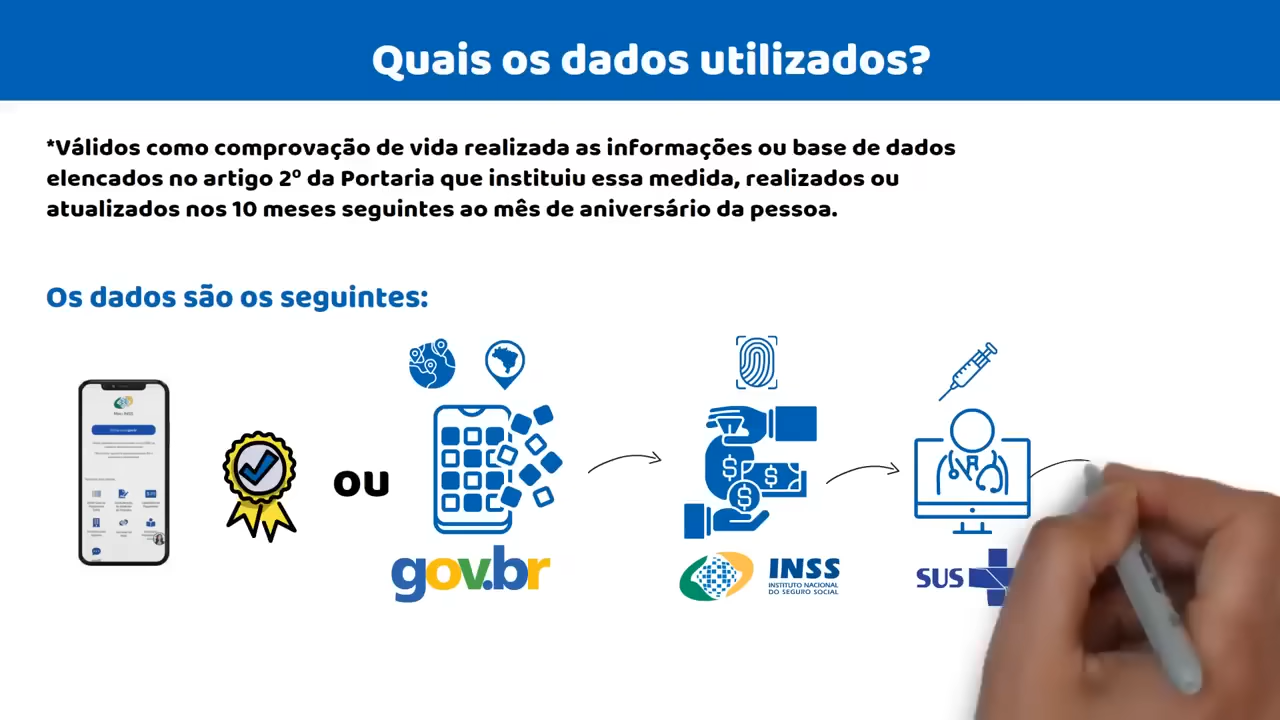 Quais os dados utilizados?
*Válidos como comprovação de vida realizada as informações ou base de dados
elencados no artigo 2º da Portaria que instituiu essa medida, realizados ou
atualizados nos 10 meses seguintes ao mês de aniversário da pessoa.
Os dados são os seguintes:
Meu INSS
ou
gov.br
INSS
INSTITUTO NACIONAL
DO SEGURO SOCIAL
SUS